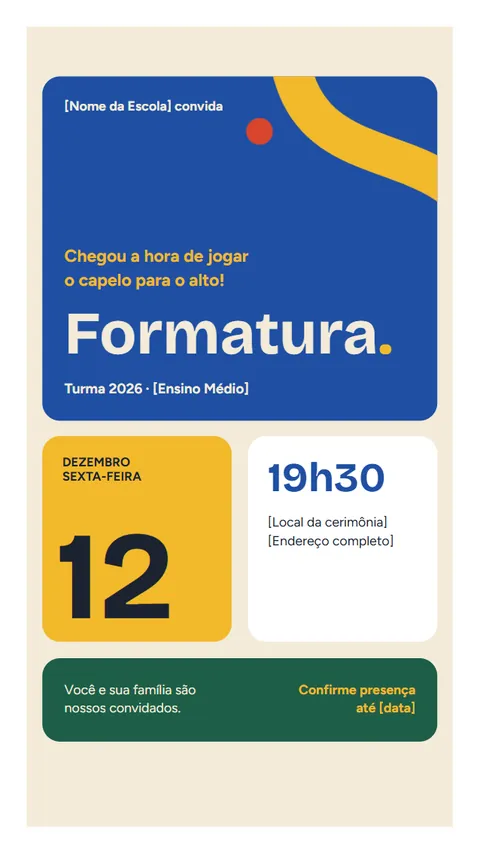 [Nome da Escola] convida
Chegou a hora de jogar
o capelo para o alto!
Formatura.
Turma 2026 · [Ensino Médio]
DEZEMBRO
SEXTA-FEIRA
12
19h30
[Local da cerimônia]
[Endereço completo]
Você e sua família são
nossos convidados.
Confirme presença
até [data]